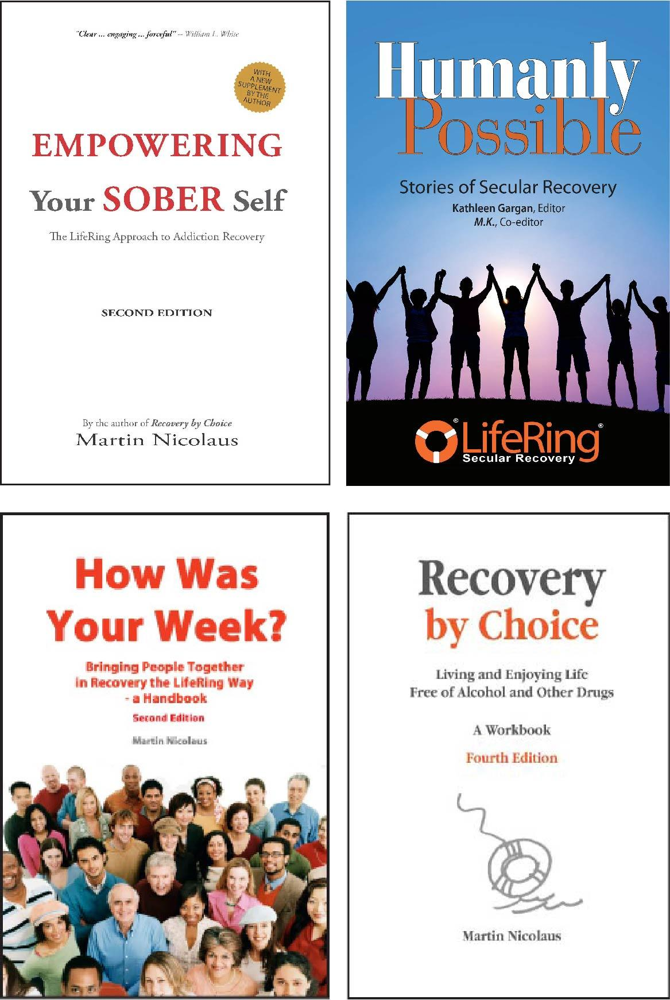 "Clear ... engaging ... forceful" -- William L. White
WITH
A NEW
SUPPLEMENT
BY THE
AUTHOR
EMPOWERING
Your SOBER Self
The LifeRing Approach to Addiction Recovery
SECOND EDITION
By the author of Recovery by Choice
Martin Nicolaus
Humanly
Possible
Stories of Secular Recovery
Kathleen Gargan, Editor
M.K., Co-editor
LifeRing®
Secular Recovery
How Was
Your Week?
Bringing People Together
in Recovery the LifeRing Way
- a Handbook
Second Edition
Martin Nicolaus
Recovery
by Choice
Living and Enjoying Life
Free of Alcohol and Other Drugs
A Workbook
Fourth Edition
Martin Nicolaus